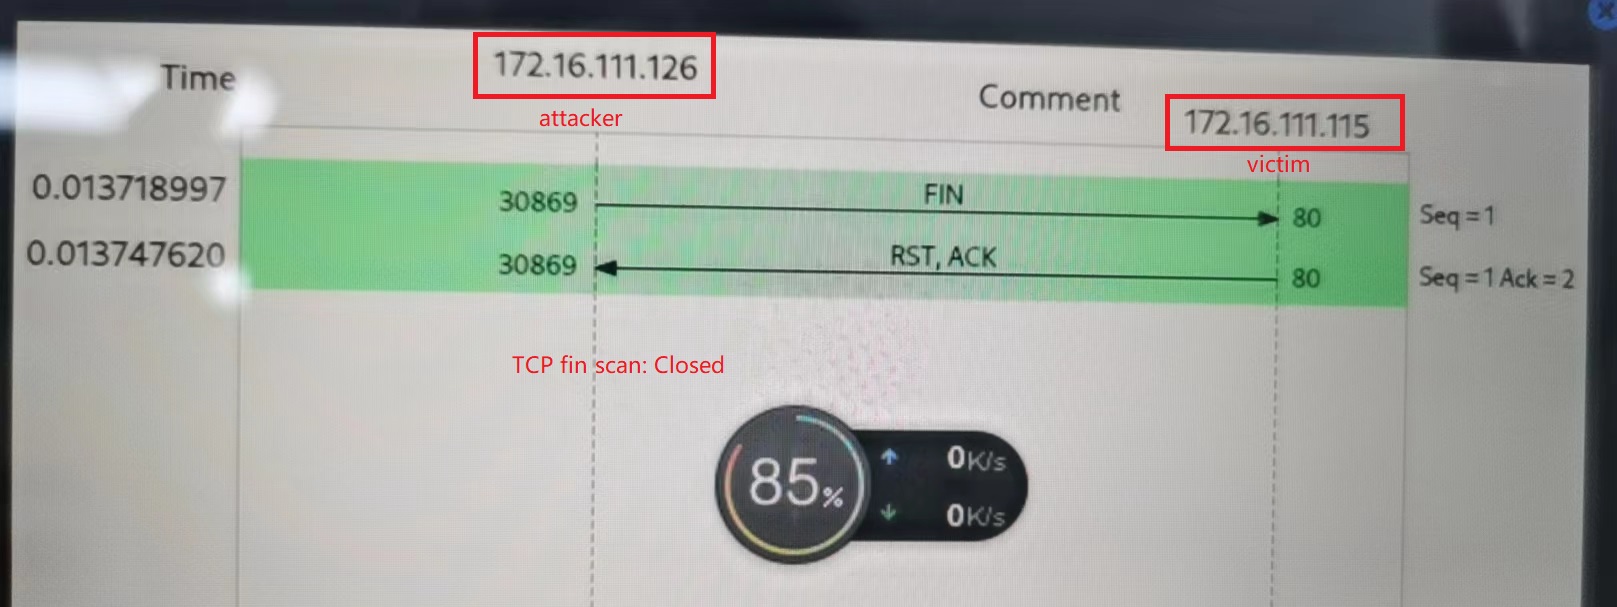 Time
172.16.111.126
Comment
172.16.111.115
attacker
victim
0.013718997
30869
FIN
80
Seq = 1
0.013747620
30869
RST, ACK
80
Seq = 1 Ack = 2
TCP fin scan: Closed
85%
0K/s
0K/s